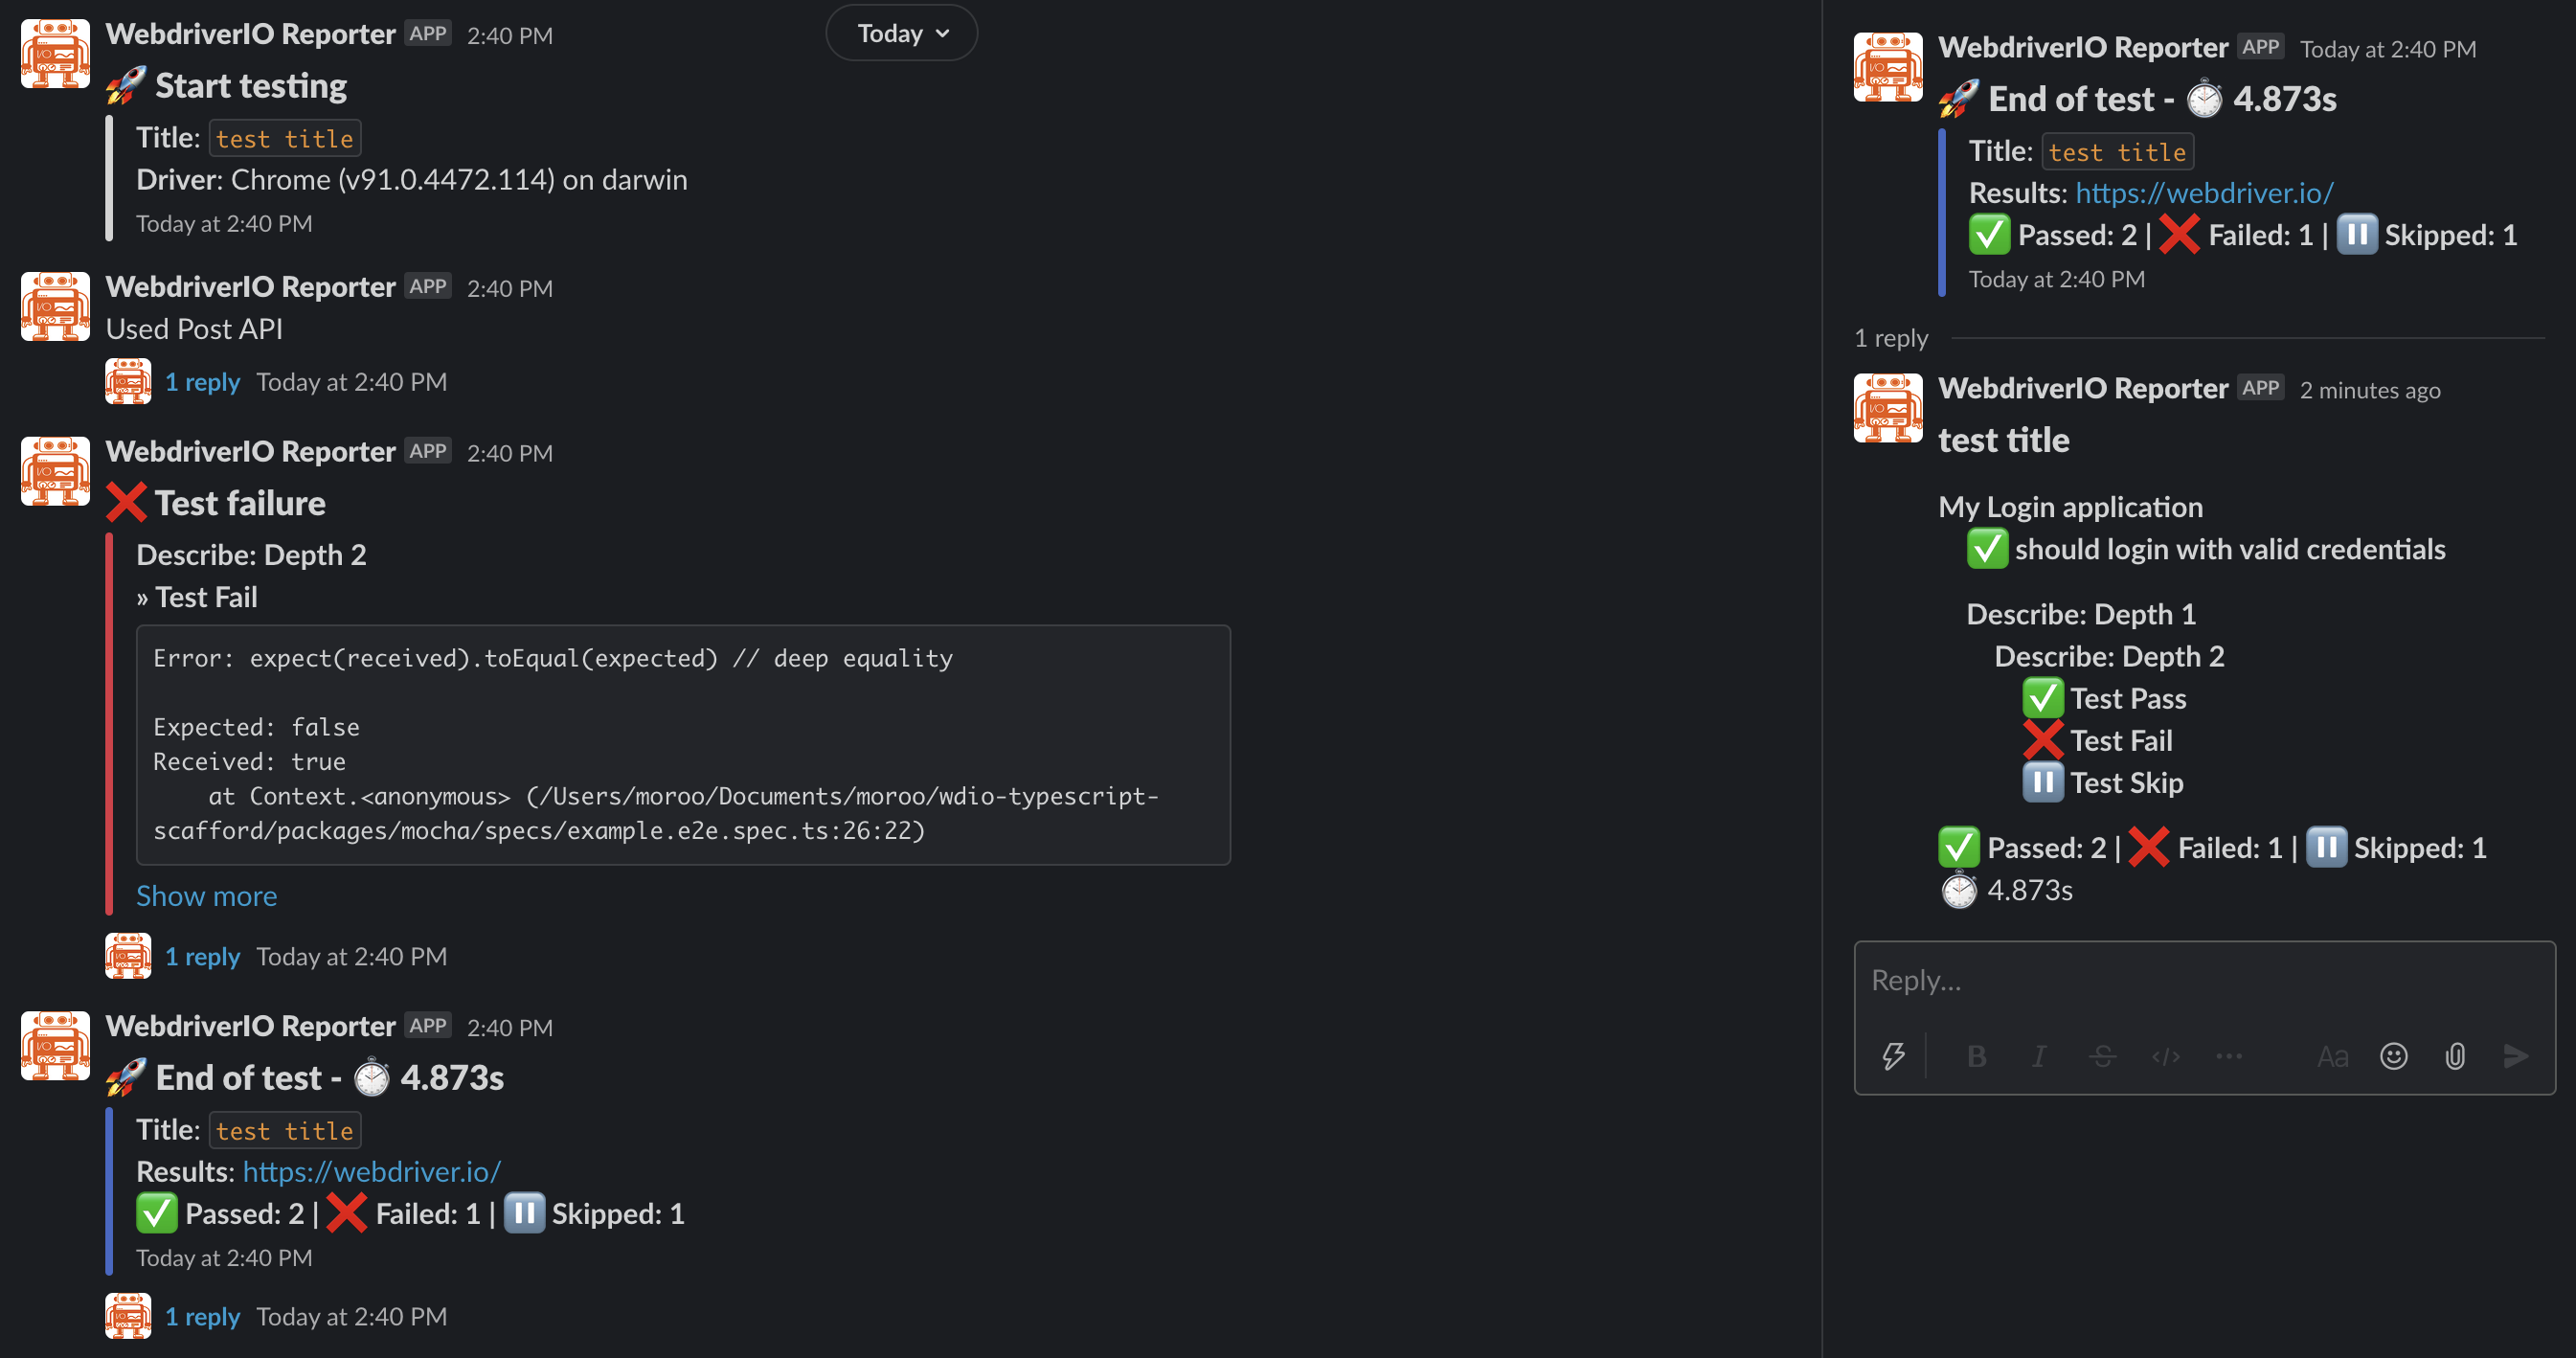 WebdriverIO Reporter APP 2:40 PM
Today
🚀 Start testing
Title: test title
Driver: Chrome (v91.0.4472.114) on darwin
Today at 2:40 PM
WebdriverIO Reporter APP 2:40 PM
Used Post API
1 reply Today at 2:40 PM
WebdriverIO Reporter APP 2:40 PM
❌ Test failure
Describe: Depth 2
» Test Fail
Error: expect(received).toEqual(expected) // deep equality
Expected: false
Received: true
at Context.<anonymous> (/Users/moroo/Documents/moroo/wdio-typescript-
scafford/packages/mocha/specs/example.e2e.spec.ts:26:22)
Show more
1 reply Today at 2:40 PM
WebdriverIO Reporter APP 2:40 PM
🚀 End of test - ⏱ 4.873s
Title: test title
Results: https://webdriver.io/
✅ Passed: 2 | ❌ Failed: 1 | ⏸ Skipped: 1
Today at 2:40 PM
1 reply Today at 2:40 PM
WebdriverIO Reporter APP Today at 2:40 PM
🚀 End of test - ⏱ 4.873s
Title: test title
Results: https://webdriver.io/
✅ Passed: 2 | ❌ Failed: 1 | ⏸ Skipped: 1
Today at 2:40 PM
1 reply
WebdriverIO Reporter APP 2 minutes ago
test title
My Login application
✅ should login with valid credentials
Describe: Depth 1
Describe: Depth 2
✅ Test Pass
❌ Test Fail
⏸ Test Skip
✅ Passed: 2 | ❌ Failed: 1 | ⏸ Skipped: 1
⏱ 4.873s
Reply...
B I S </> ... Aa